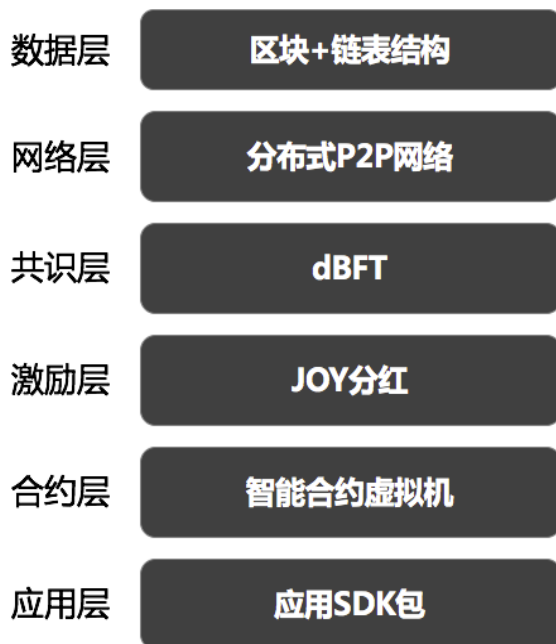 数据层 区块+链表结构
网络层 分布式P2P网络
共识层 dBFT
激励层 JOY分红
合约层 智能合约虚拟机
应用层 应用SDK包